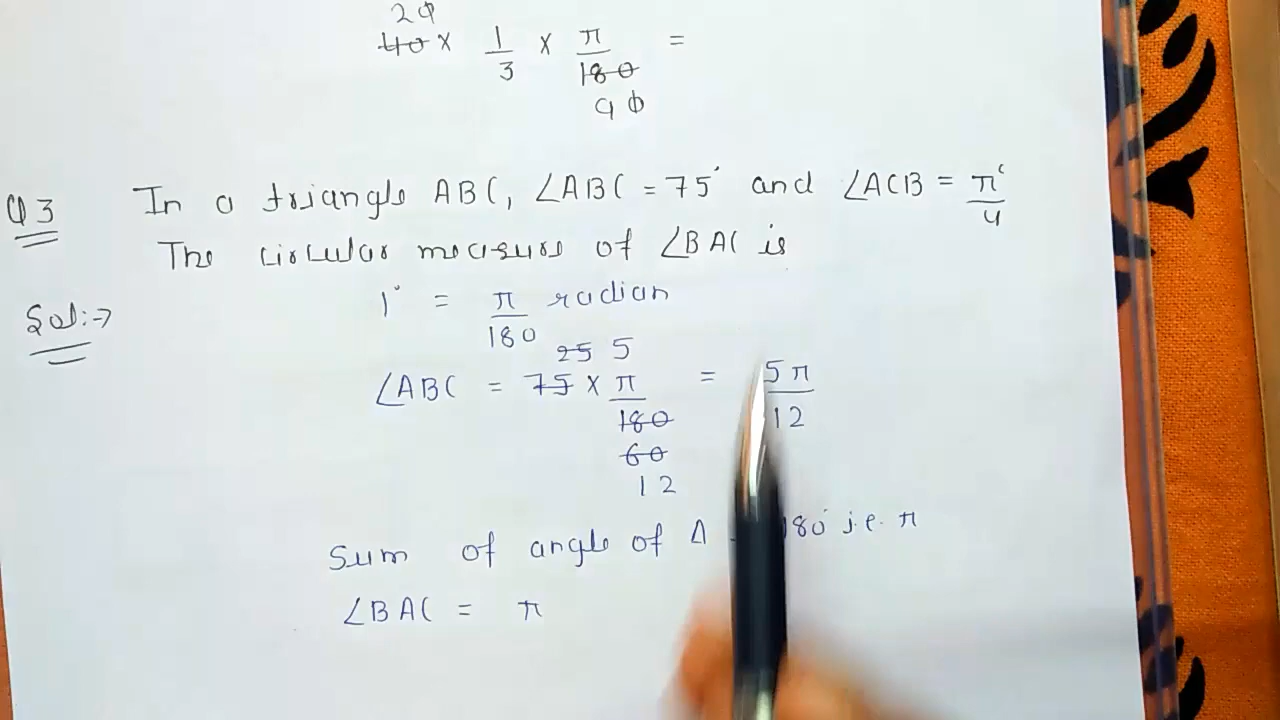 20
40 × 1/3 × π/180 =
90
Q3 In a triangle ABC, ∠ABC = 75° and ∠ACB = πᶜ/4
The circular measure of ∠BAC is
Sol:→ 1° = π/180 radian
25 5
∠ABC = 75 × π/180 = 5π/12
60
12
Sum of angle of Δ 180° i.e. π
∠BAC = π